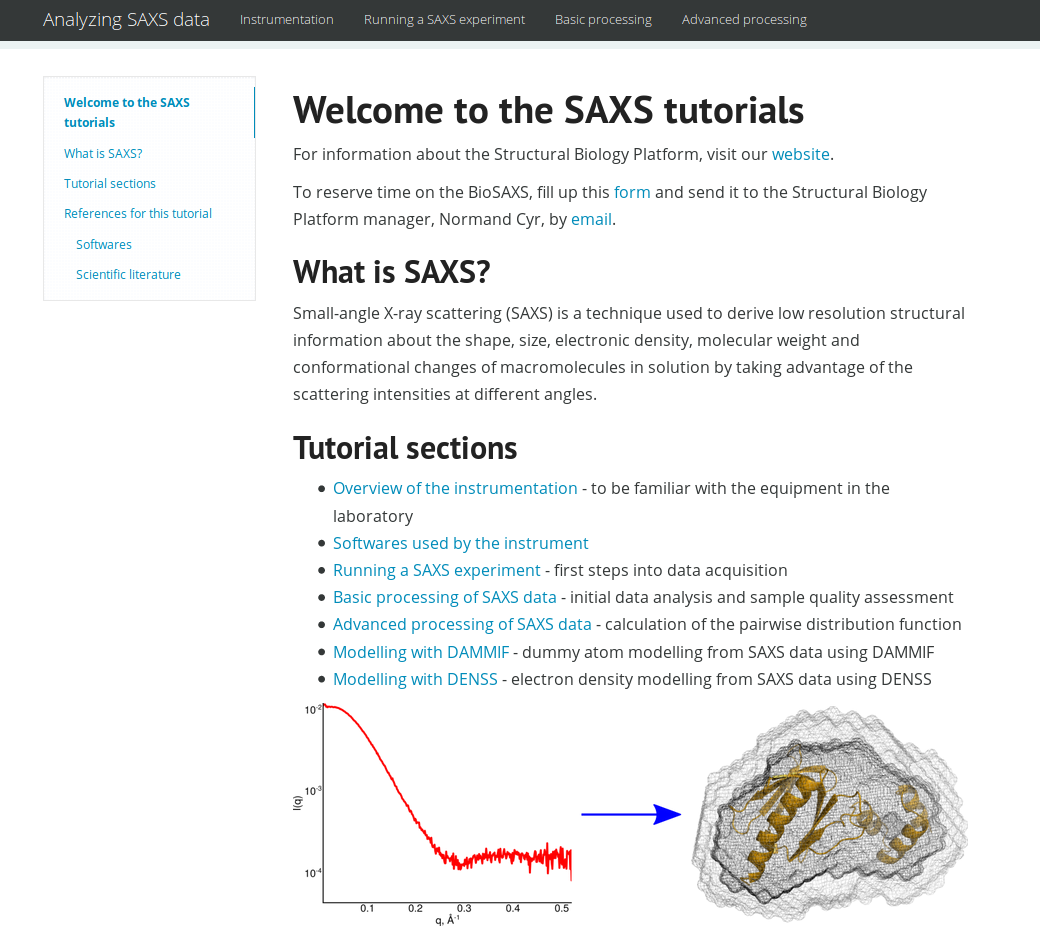 Analyzing SAXS data Instrumentation Running a SAXS experiment Basic processing Advanced processing
Welcome to the SAXS
tutorials
What is SAXS?
Tutorial sections
References for this tutorial
Softwares
Scientific literature
Welcome to the SAXS tutorials
For information about the Structural Biology Platform, visit our website.
To reserve time on the BioSAXS, fill up this form and send it to the Structural Biology
Platform manager, Normand Cyr, by email.
What is SAXS?
Small-angle X-ray scattering (SAXS) is a technique used to derive low resolution structural
information about the shape, size, electronic density, molecular weight and
conformational changes of macromolecules in solution by taking advantage of the
scattering intensities at different angles.
Tutorial sections
Overview of the instrumentation - to be familiar with the equipment in the
laboratory
Softwares used by the instrument
Running a SAXS experiment - first steps into data acquisition
Basic processing of SAXS data - initial data analysis and sample quality assessment
Advanced processing of SAXS data - calculation of the pairwise distribution function
Modelling with DAMMIF - dummy atom modelling from SAXS data using DAMMIF
Modelling with DENSS - electron density modelling from SAXS data using DENSS
10⁻²
10⁻³
I(q)
10⁻⁴
0.1 0.2 0.3 0.4 0.5
q, Å⁻¹